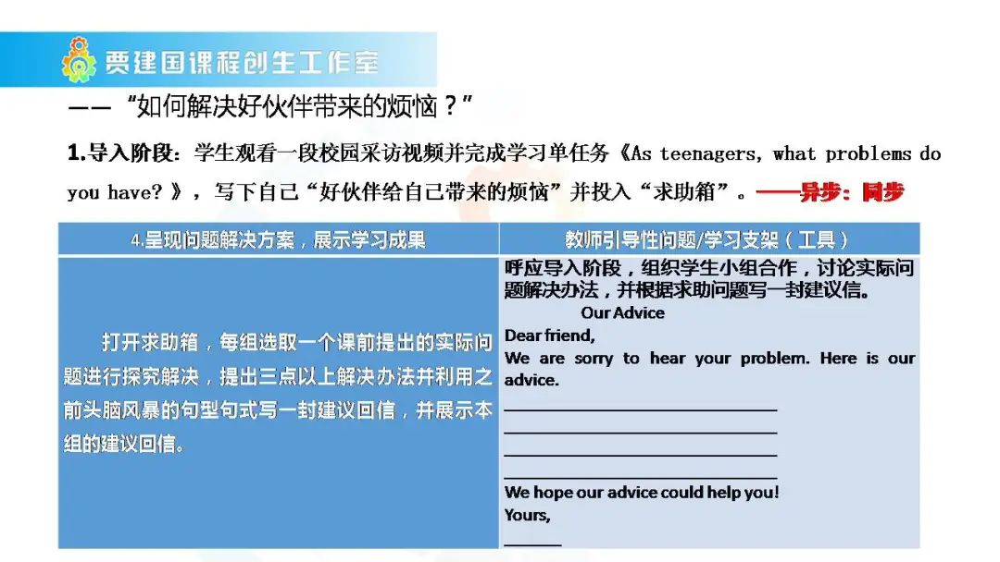 贾建国课程创生工作室
——“如何解决好伙伴带来的烦恼？”
1.导入阶段：学生观看一段校园采访视频并完成学习单任务《As teenagers, what problems do
you have? 》，写下自己“好伙伴给自己带来的烦恼”并投入“求助箱”。——异步：同步
4.呈现问题解决方案，展示学习成果
教师引导性问题/学习支架（工具）
打开求助箱，每组选取一个课前提出的实际问
题进行探究解决，提出三点以上解决办法并利用之
前头脑风暴的句型句式写一封建议回信，并展示本
组的建议回信。
呼应导入阶段，组织学生小组合作，讨论实际问
题解决办法，并根据求助问题写一封建议信。
Our Advice
Dear friend,
We are sorry to hear your problem. Here is our
advice.
We hope our advice could help you!
Yours,